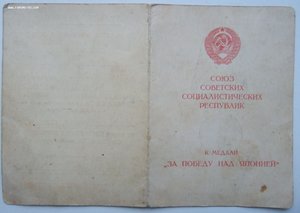 СОЮЗ
СОВЕТСКИХ
СОЦИАЛИСТИЧЕСКИХ
РЕСПУБЛИК
К МЕДАЛИ
„ЗА ПОБЕДУ НАД ЯПОНИЕЙ“